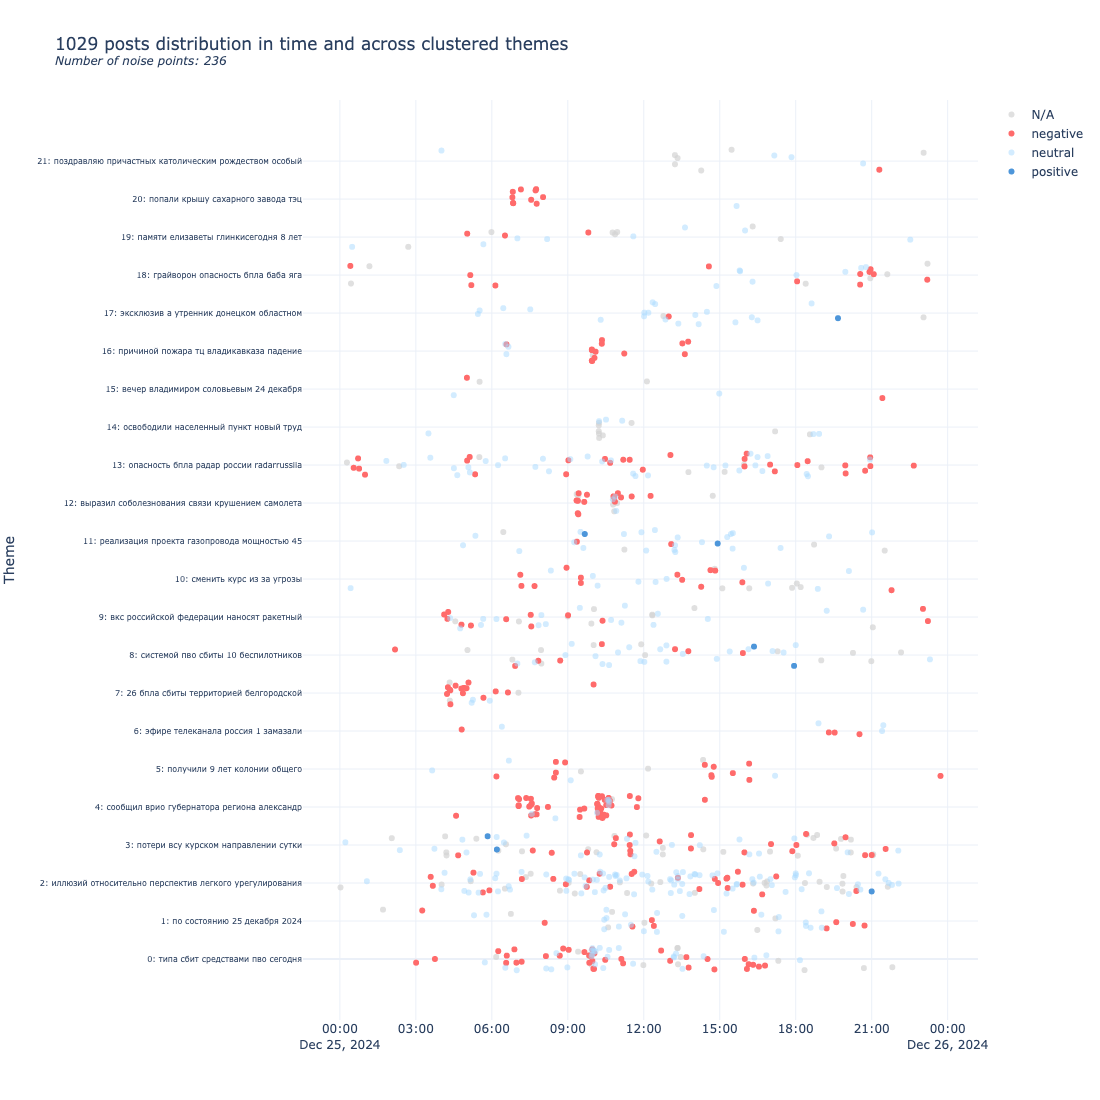 1029 posts distribution in time and across clustered themes
Number of noise points: 236
N/A
negative
neutral
positive
Theme
21: поздравляю причастных католическим рождеством особый
20: попали крышу сахарного завода тэц
19: памяти елизаветы глинкисегодня 8 лет
18: грайворон опасность бпла баба яга
17: эксклюзив а утренник донецком областном
16: причиной пожара тц владикавказа падение
15: вечер владимиром соловьевым 24 декабря
14: освободили населенный пункт новый труд
13: опасность бпла радар россии radarrussiia
12: выразил соболезнования связи крушением самолета
11: реализация проекта газопровода мощностью 45
10: сменить курс из за угрозы
9: вкс российской федерации наносят ракетный
8: системой пво сбиты 10 беспилотников
7: 26 бпла сбиты территорией белгородской
6: эфире телеканала россия 1 замазали
5: получили 9 лет колонии общего
4: сообщил врио губернатора региона александр
3: потери всу курском направлении сутки
2: иллюзий относительно перспектив легкого урегулирования
1: по состоянию 25 декабря 2024
0: типа сбит средствами пво сегодня
00:00 03:00 06:00 09:00 12:00 15:00 18:00 21:00 00:00
Dec 25, 2024 Dec 26, 2024